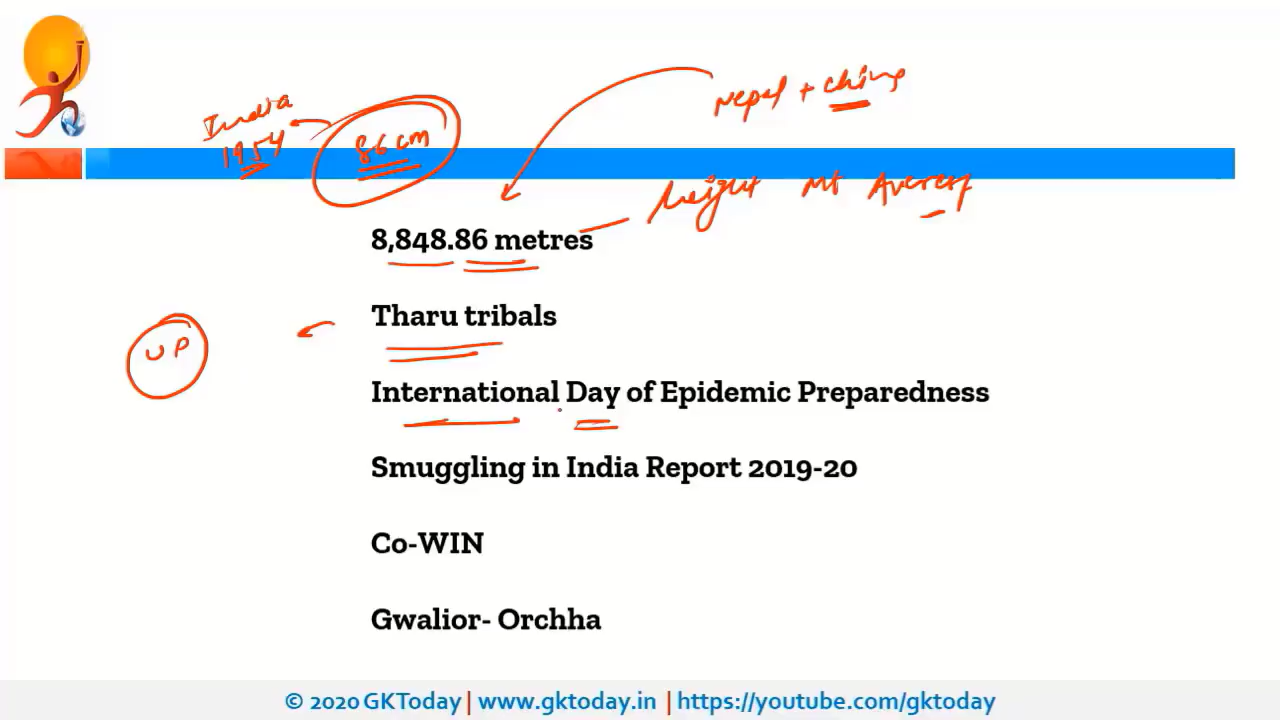 Nepal + china
India
1954
86 cm
height Mt Averest
8,848.86 metres
Tharu tribals
UP
International Day of Epidemic Preparedness
Smuggling in India Report 2019-20
Co-WIN
Gwalior- Orchha
© 2020 GKToday | www.gktoday.in | https://youtube.com/gktoday